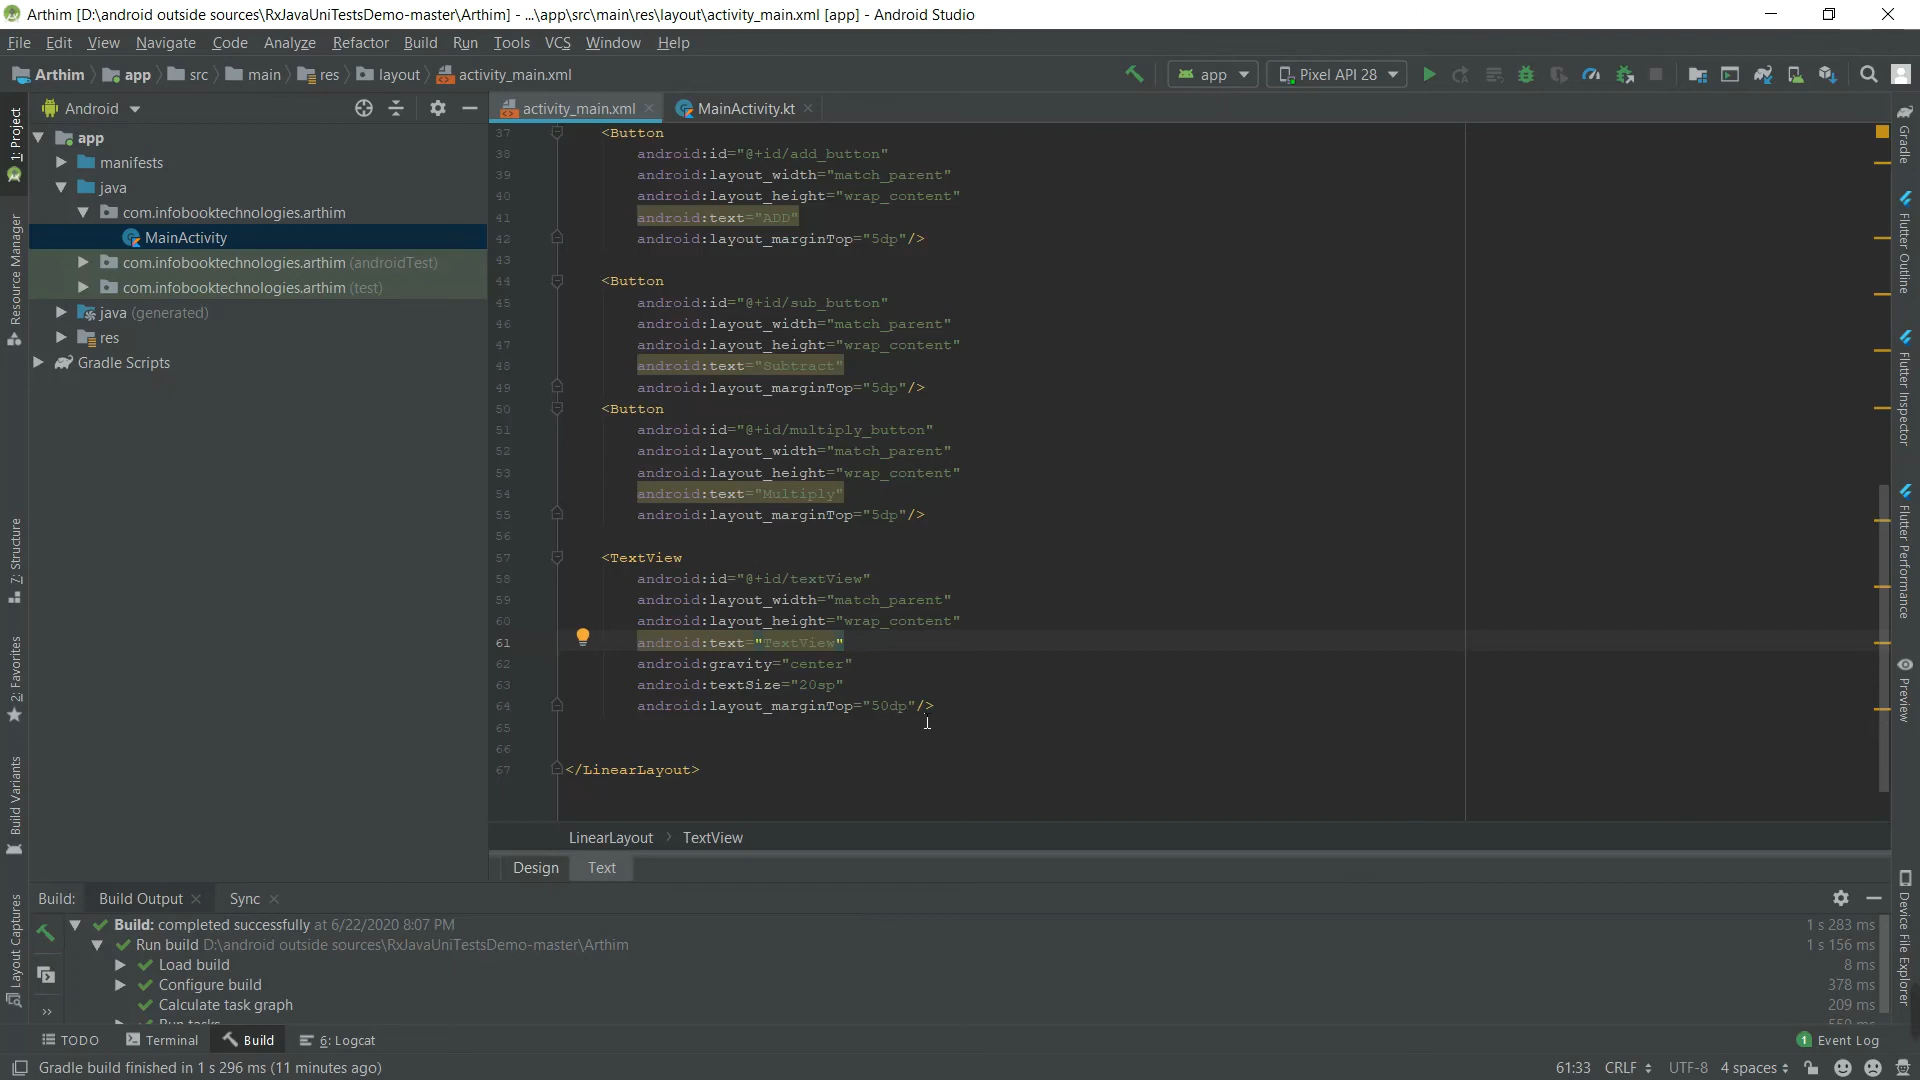 Arthim [D:\android outside sources\RxJavaUniTestsDemo-master\Arthim] - ...\app\src\main\res\layout\activity_main.xml [app] - Android Studio
File Edit View Navigate Code Analyze Refactor Build Run Tools VCS Window Help
Arthim app src main res layout activity_main.xml app Pixel API 28
Android
activity_main.xml MainActivity.kt
app
manifests
java
com.infobooktechnologies.arthim
MainActivity
com.infobooktechnologies.arthim (androidTest)
com.infobooktechnologies.arthim (test)
java (generated)
res
Gradle Scripts
1: Project
Resource Manager
7: Structure
2: Favorites
Build Variants
Layout Captures
37 <Button
38 android:id="@+id/add_button"
39 android:layout_width="match_parent"
40 android:layout_height="wrap_content"
41 android:text="ADD"
42 android:layout_marginTop="5dp"/>
43
44 <Button
45 android:id="@+id/sub_button"
46 android:layout_width="match_parent"
47 android:layout_height="wrap_content"
48 android:text="Subtract"
49 android:layout_marginTop="5dp"/>
50 <Button
51 android:id="@+id/multiply_button"
52 android:layout_width="match_parent"
53 android:layout_height="wrap_content"
54 android:text="Multiply"
55 android:layout_marginTop="5dp"/>
56
57 <TextView
58 android:id="@+id/textView"
59 android:layout_width="match_parent"
60 android:layout_height="wrap_content"
61 android:text="TextView"
62 android:gravity="center"
63 android:textSize="20sp"
64 android:layout_marginTop="50dp"/>
65
66
67 </LinearLayout>
LinearLayout TextView
Design Text
Gradle
Flutter Outline
Flutter Inspector
Flutter Performance
Preview
Device File Explorer
Build: Build Output Sync
Build: completed successfully at 6/22/2020 8:07 PM 1 s 283 ms
Run build D:\android outside sources\RxJavaUniTestsDemo-master\Arthim 1 s 156 ms
Load build 8 ms
Configure build 378 ms
Calculate task graph 209 ms
Run tasks
TODO Terminal Build 6: Logcat 1 Event Log
Gradle build finished in 1 s 296 ms (11 minutes ago) 61:33 CRLF UTF-8 4 spaces